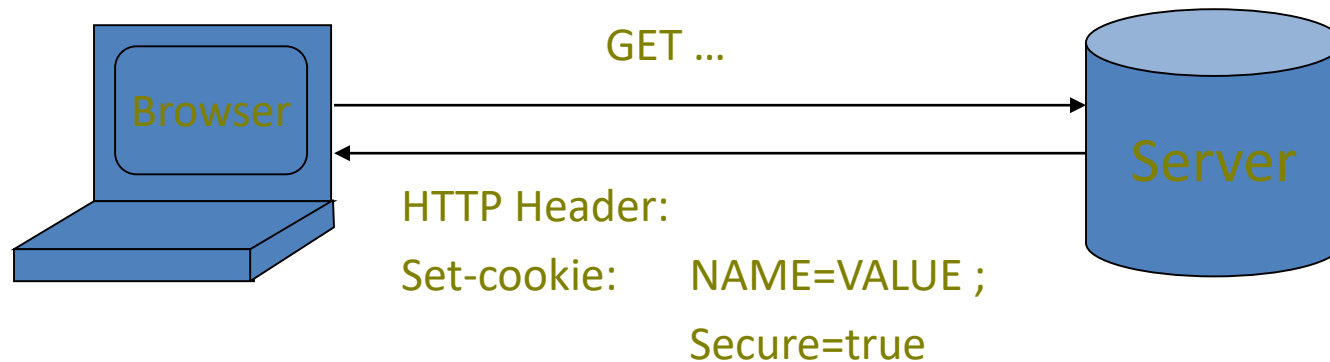 GET ...
Browser
Server
HTTP Header:
Set-cookie: NAME=VALUE ;
Secure=true